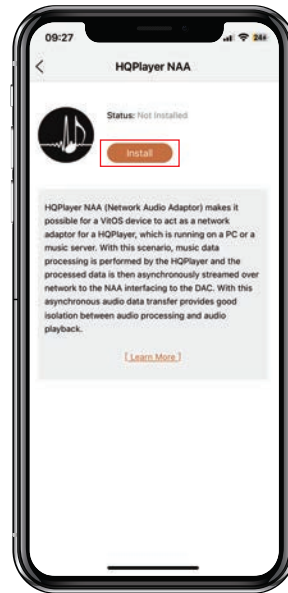 09:27
24+
HQPlayer NAA
Status: Not Installed
Install
HQPlayer NAA (Network Audio Adaptor) makes it
possible for a VitOS device to act as a network
adaptor for a HQPlayer, which is running on a PC or a
music server. With this scenario, music data
processing is performed by the HQPlayer and the
processed data is then asynchronously streamed over
network to the NAA interfacing to the DAC. With this
asynchronous audio data transfer provides good
isolation between audio processing and audio
playback.
[ Learn More ]